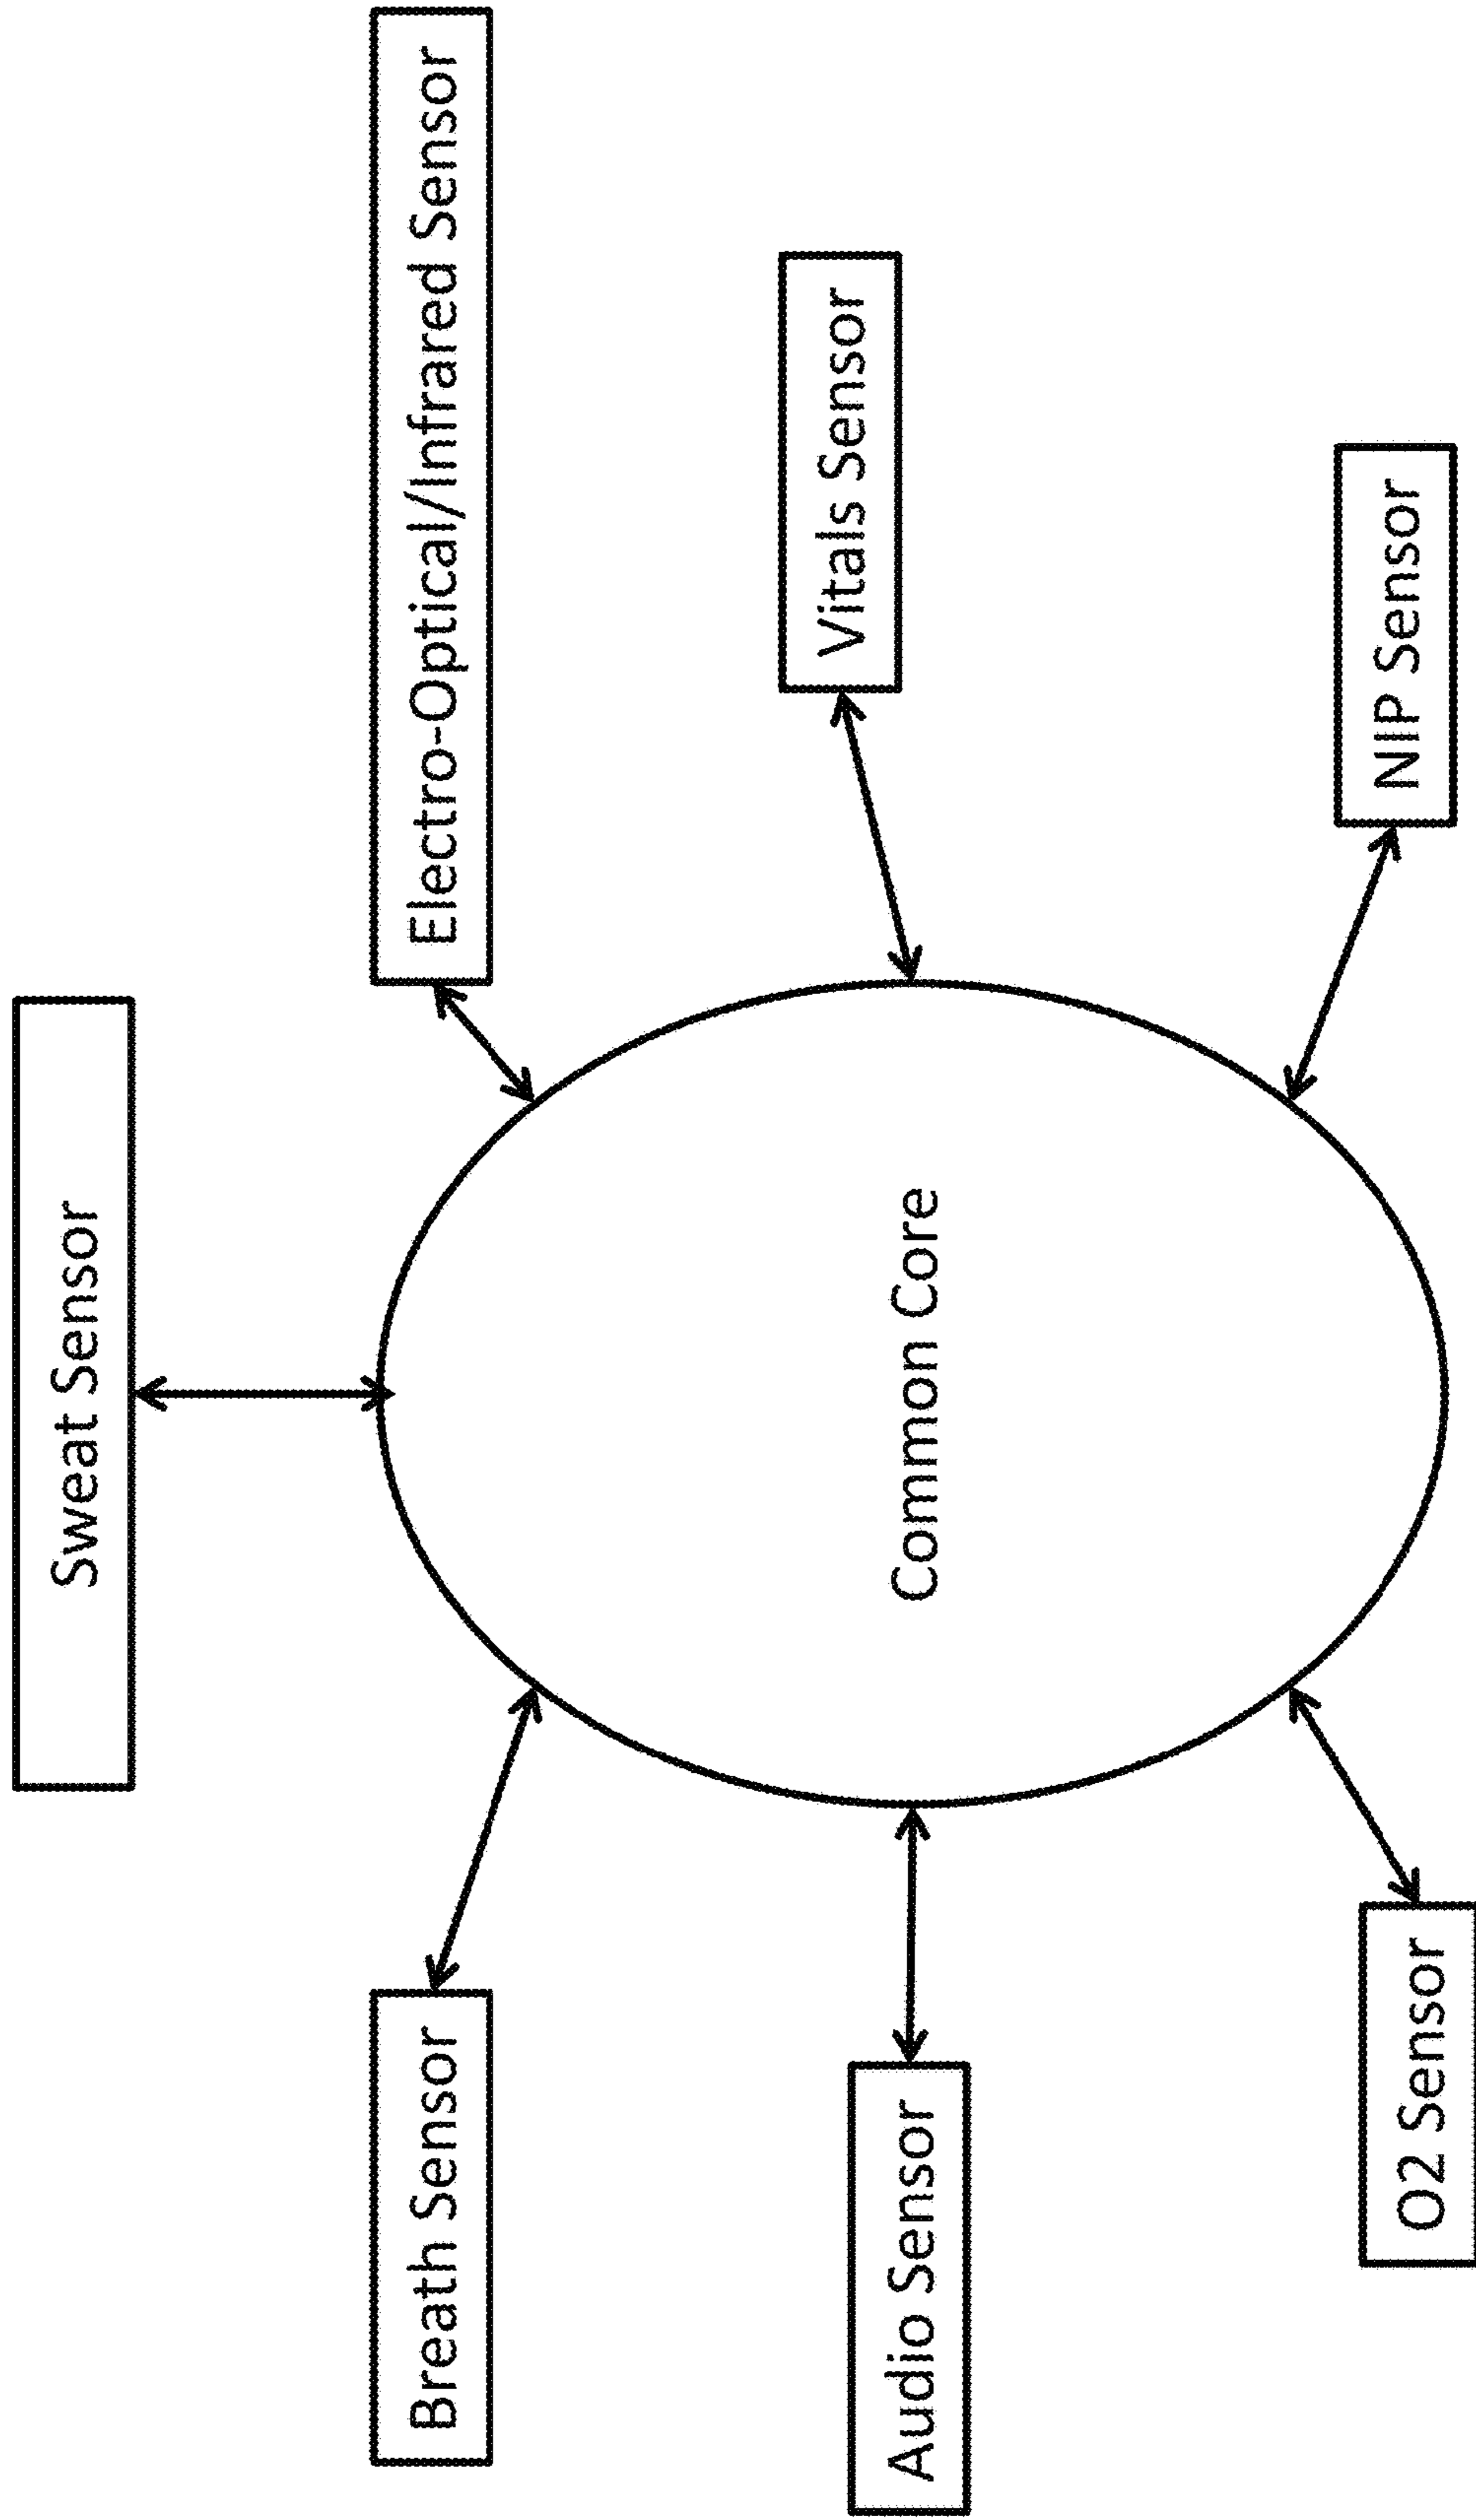 Sweat Sensor
Breath Sensor
Electro-Optical/Infrared Sensor
Vitals Sensor
Audio Sensor
Common Core
NIP Sensor
O2 Sensor